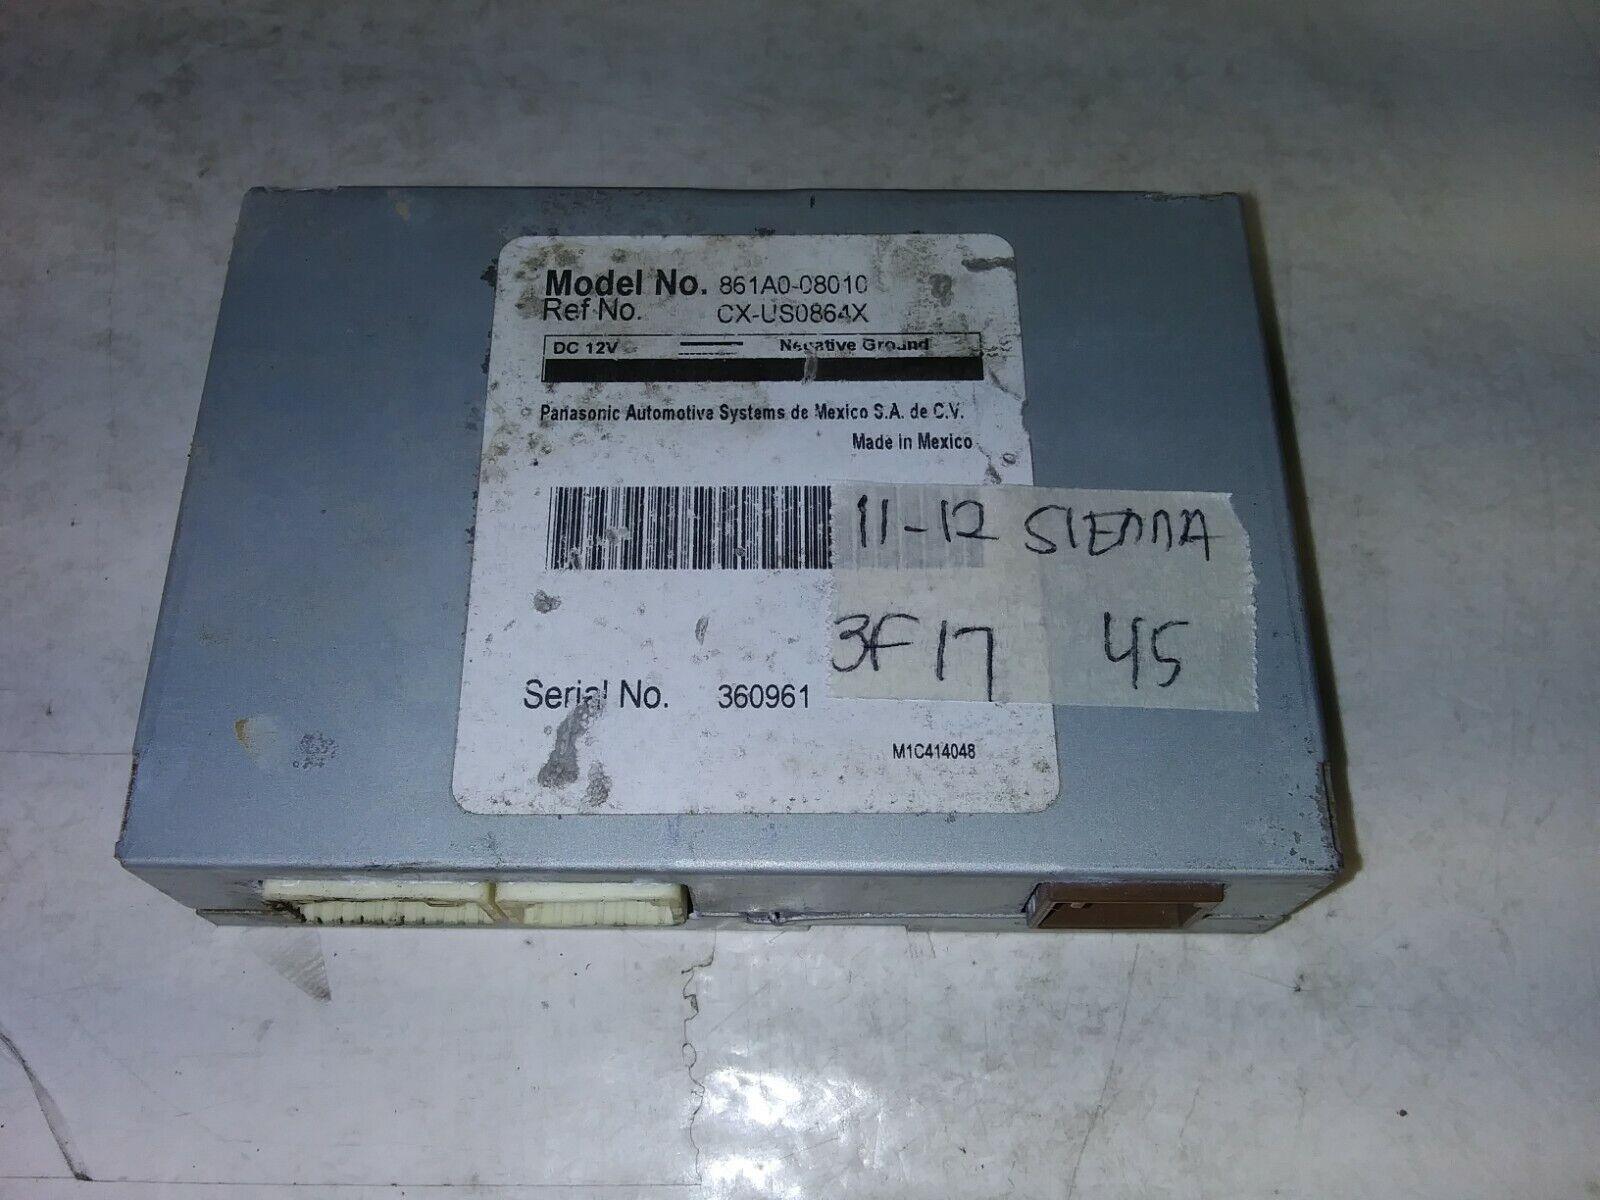 Model No. 861A0-08010
Ref No. CX-US0864X
DC 12V Negative Ground
Panasonic Automotive Systems de Mexico S.A. de C.V.
Made in Mexico
11-12 SIENNA
3F17 45
Serial No. 360961
M1C414048